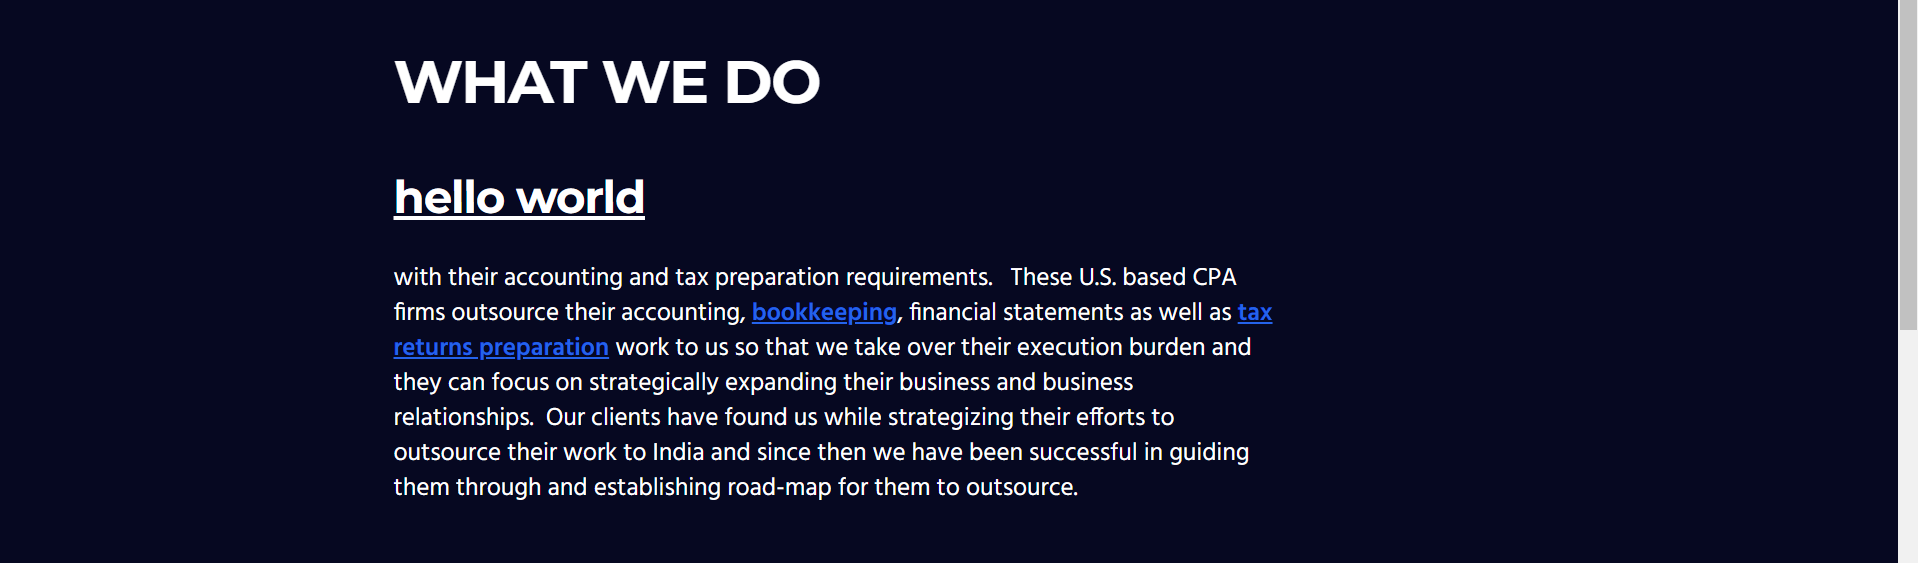 WHAT WE DO
hello world
with their accounting and tax preparation requirements.   These U.S. based CPA
firms outsource their accounting, bookkeeping, financial statements as well as tax
returns preparation work to us so that we take over their execution burden and
they can focus on strategically expanding their business and business
relationships.  Our clients have found us while strategizing their efforts to
outsource their work to India and since then we have been successful in guiding
them through and establishing road-map for them to outsource.